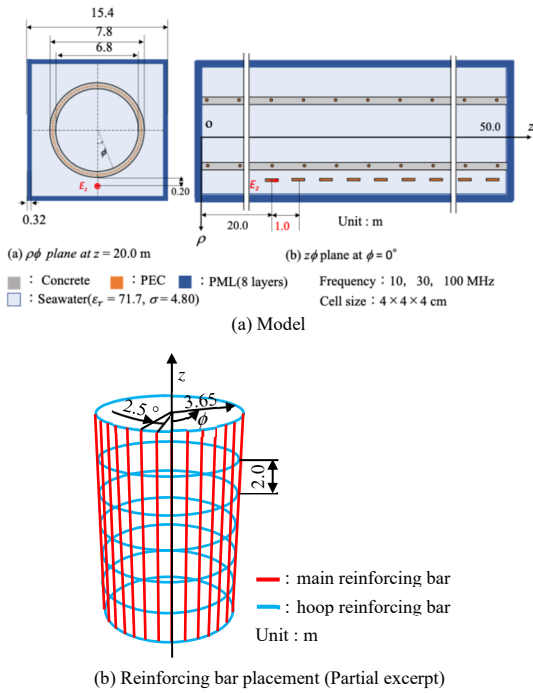 15.4
7.8
6.8
ϕ
E_z
0.20
0.32
o
50.0
z
E_z
20.0
1.0
Unit : m
ρ
(a) ρϕ plane at z = 20.0 m
(b) zϕ plane at ϕ = 0°
: Concrete : PEC : PML(8 layers)
Frequency : 10, 30, 100 MHz
: Seawater(ε_r = 71.7, σ = 4.80)
Cell size : 4 × 4 × 4 cm
(a) Model
z
2.5 °
3.65
ϕ
2.0
: main reinforcing bar
: hoop reinforcing bar
Unit : m
(b) Reinforcing bar placement (Partial excerpt)